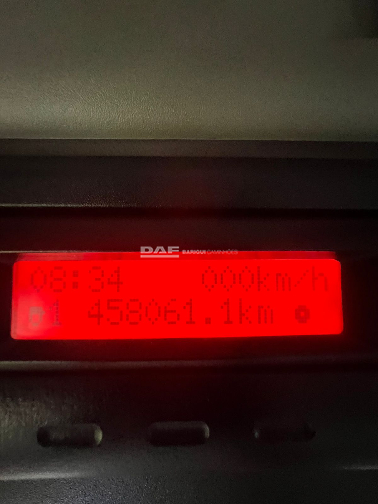 DAF BARIGUI CAMINHÕES
08:34 000km/h
458061.1km